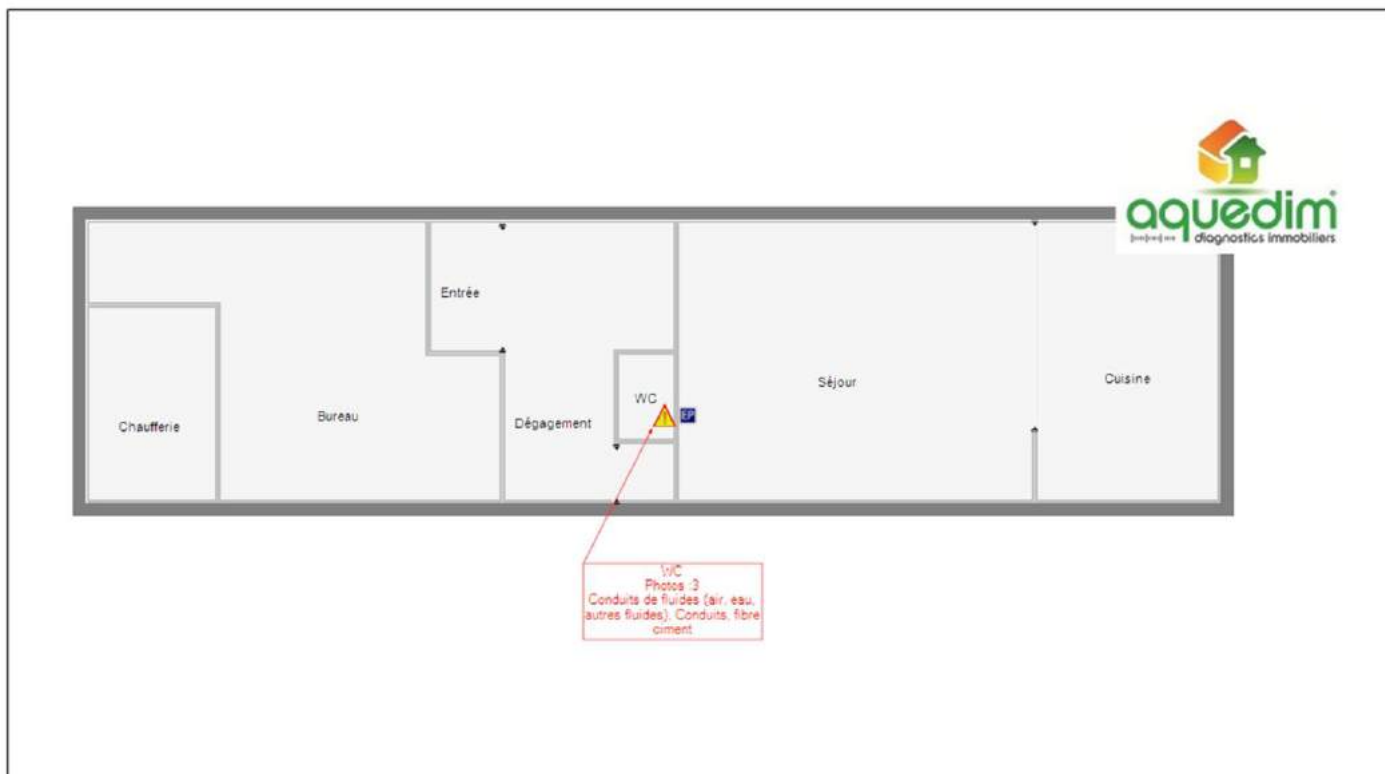 aquedim
diagnostics immobiliers
Entrée
Séjour
Cuisine
WC
EP
Bureau
Dégagement
Chaufferie
WC
Photos :3
Conduits de fluides (air, eau,
autres fluides), Conduits, fibre
ciment